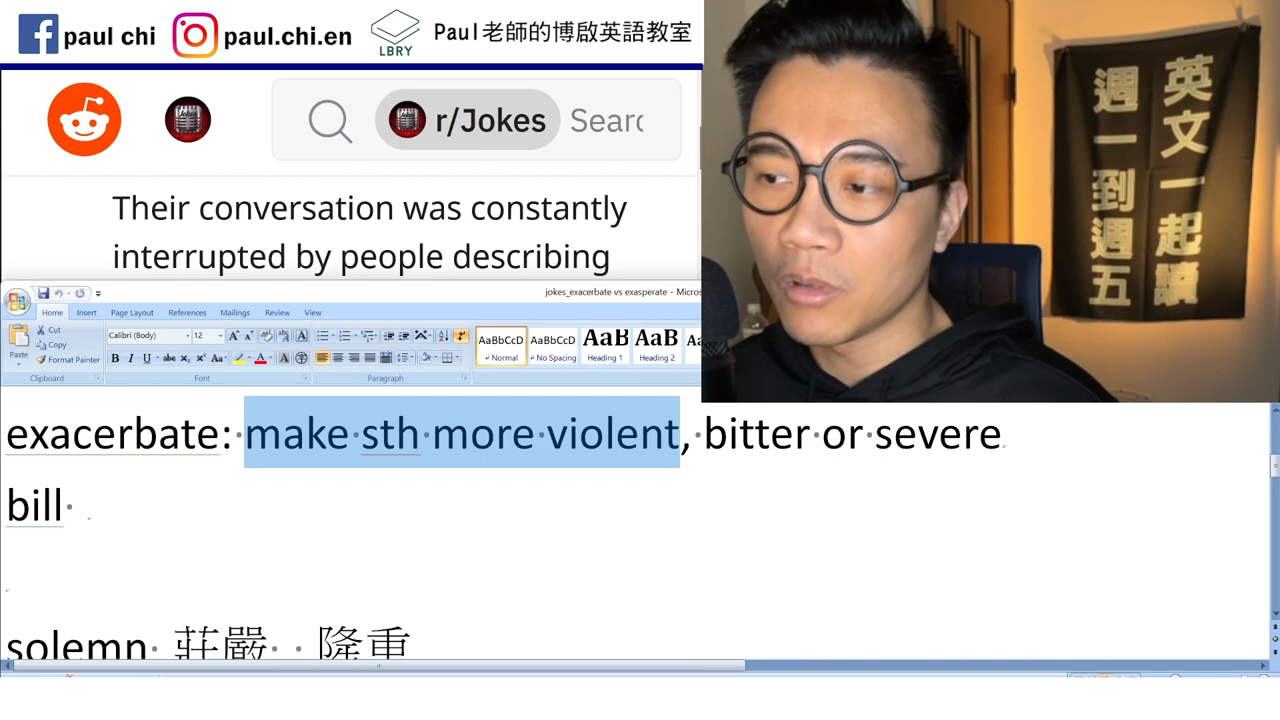 paul chi
paul.chi.en
LBRY
Paul老師的博啟英語教室
r/Jokes
Their conversation was constantly
interrupted by people describing
jokes_exacerbate vs exasperate - Micros
Home Insert Page Layout References Mailings Review View
Paste
Cut
Copy
Format Painter
Calibri (Body) 12
AaBbCcD
Normal
AaBbCcD
No Spacing
AaB
Heading 1
AaB
Heading 2
Clipboard
Font
Paragraph
exacerbate: make sth more violent, bitter or severe
bill
solemn 莊嚴 隆重
英文一起讀
週一到週五